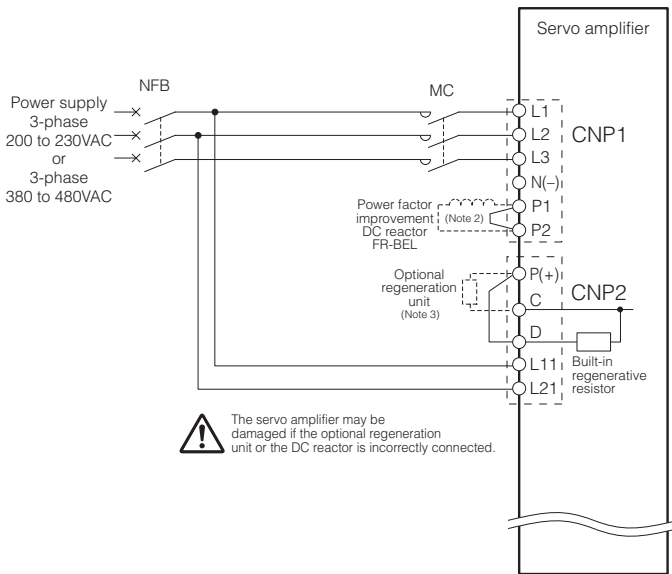 Servo amplifier
NFB
MC
Power supply
3-phase
200 to 230VAC
or
3-phase
380 to 480VAC
L1
L2
L3
N(–)
P1
P2
CNP1
Power factor
improvement
DC reactor
FR-BEL
(Note 2)
Optional
regeneration
unit
(Note 3)
P(+)
C
D
L11
L21
CNP2
Built-in
regenerative
resistor
The servo amplifier may be
damaged if the optional regeneration
unit or the DC reactor is incorrectly connected.